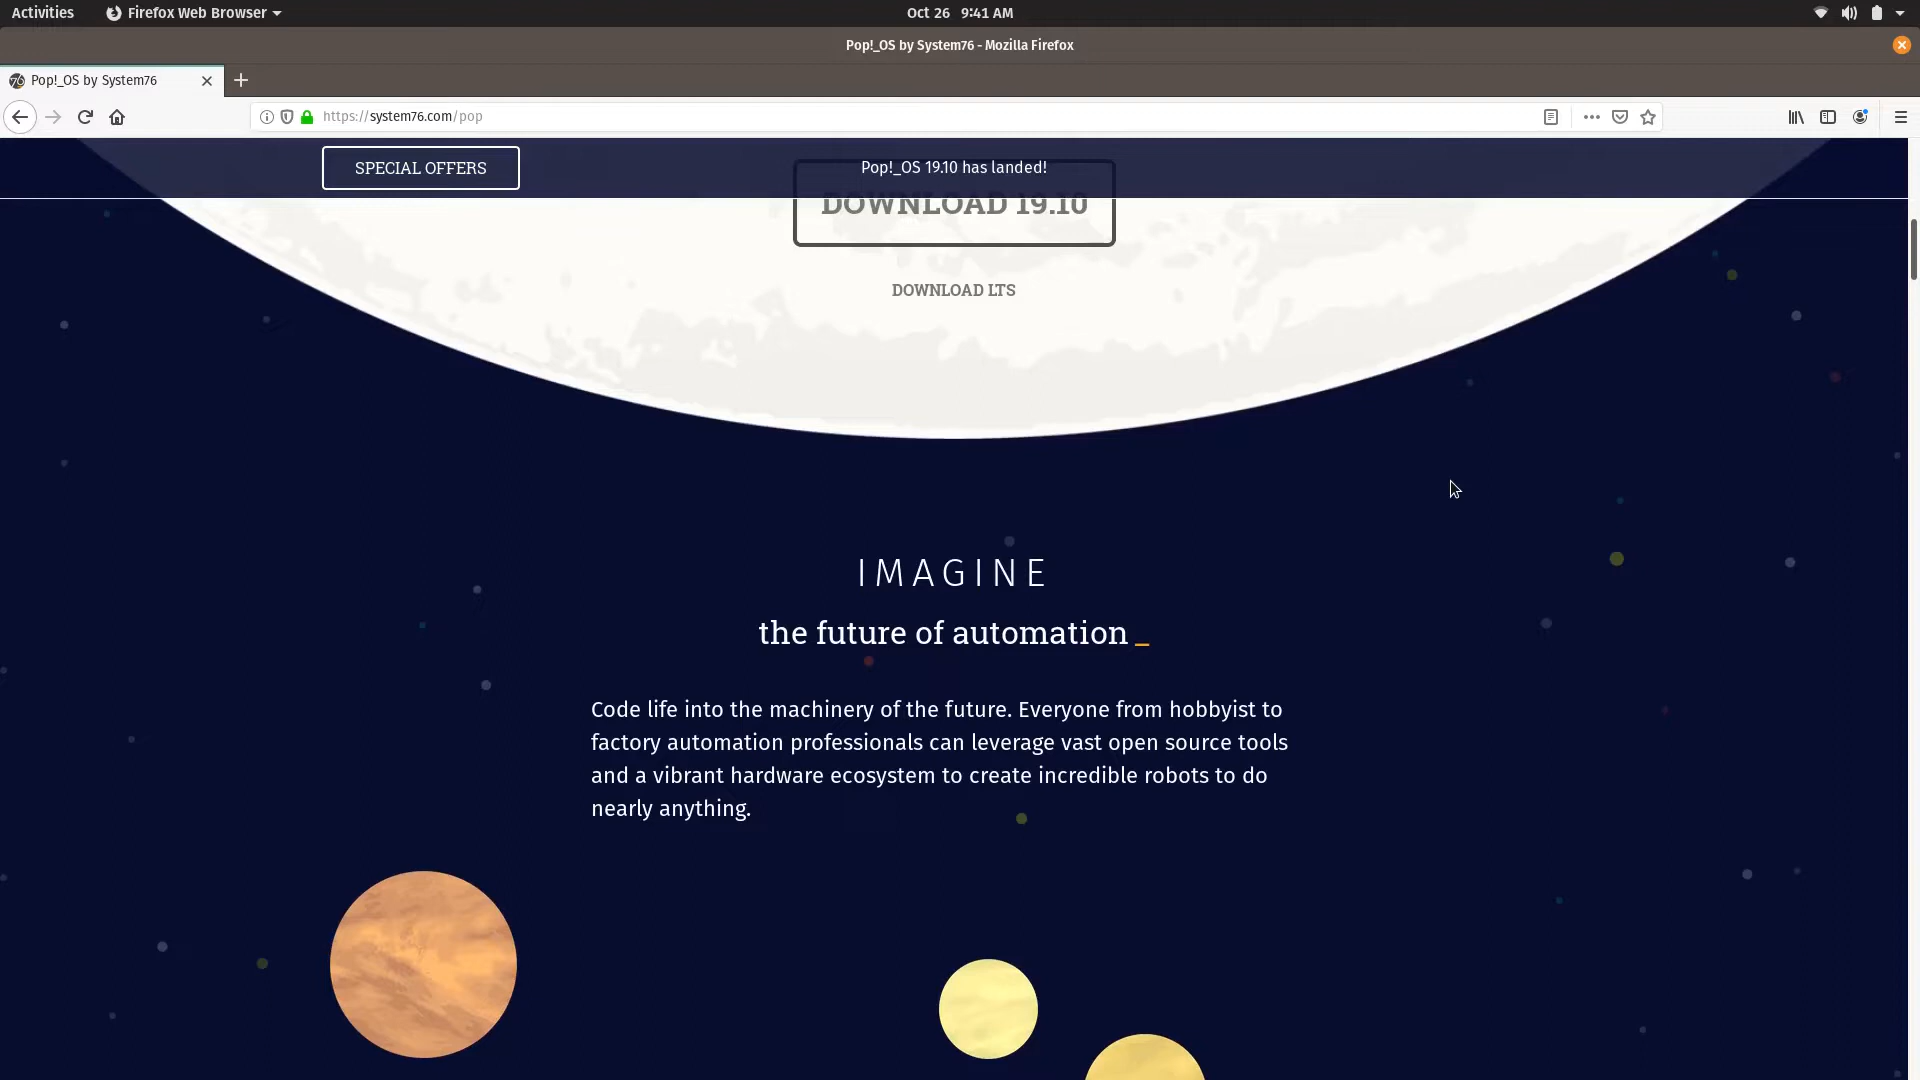 Activities
Firefox Web Browser
Oct 26 9:41 AM
Pop!_OS by System76 - Mozilla Firefox
Pop!_OS by System76
https://system76.com/pop
SPECIAL OFFERS
Pop!_OS 19.10 has landed!
DOWNLOAD 19.10
DOWNLOAD LTS
IMAGINE
the future of automation _
Code life into the machinery of the future. Everyone from hobbyist to
factory automation professionals can leverage vast open source tools
and a vibrant hardware ecosystem to create incredible robots to do
nearly anything.